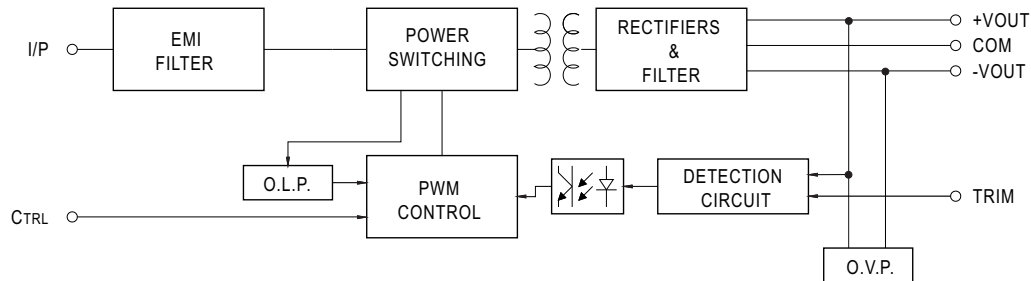 I/P
EMI
FILTER
POWER
SWITCHING
RECTIFIERS
&
FILTER
+VOUT
COM
-VOUT
O.L.P.
PWM
CONTROL
DETECTION
CIRCUIT
TRIM
CTRL
O.V.P.